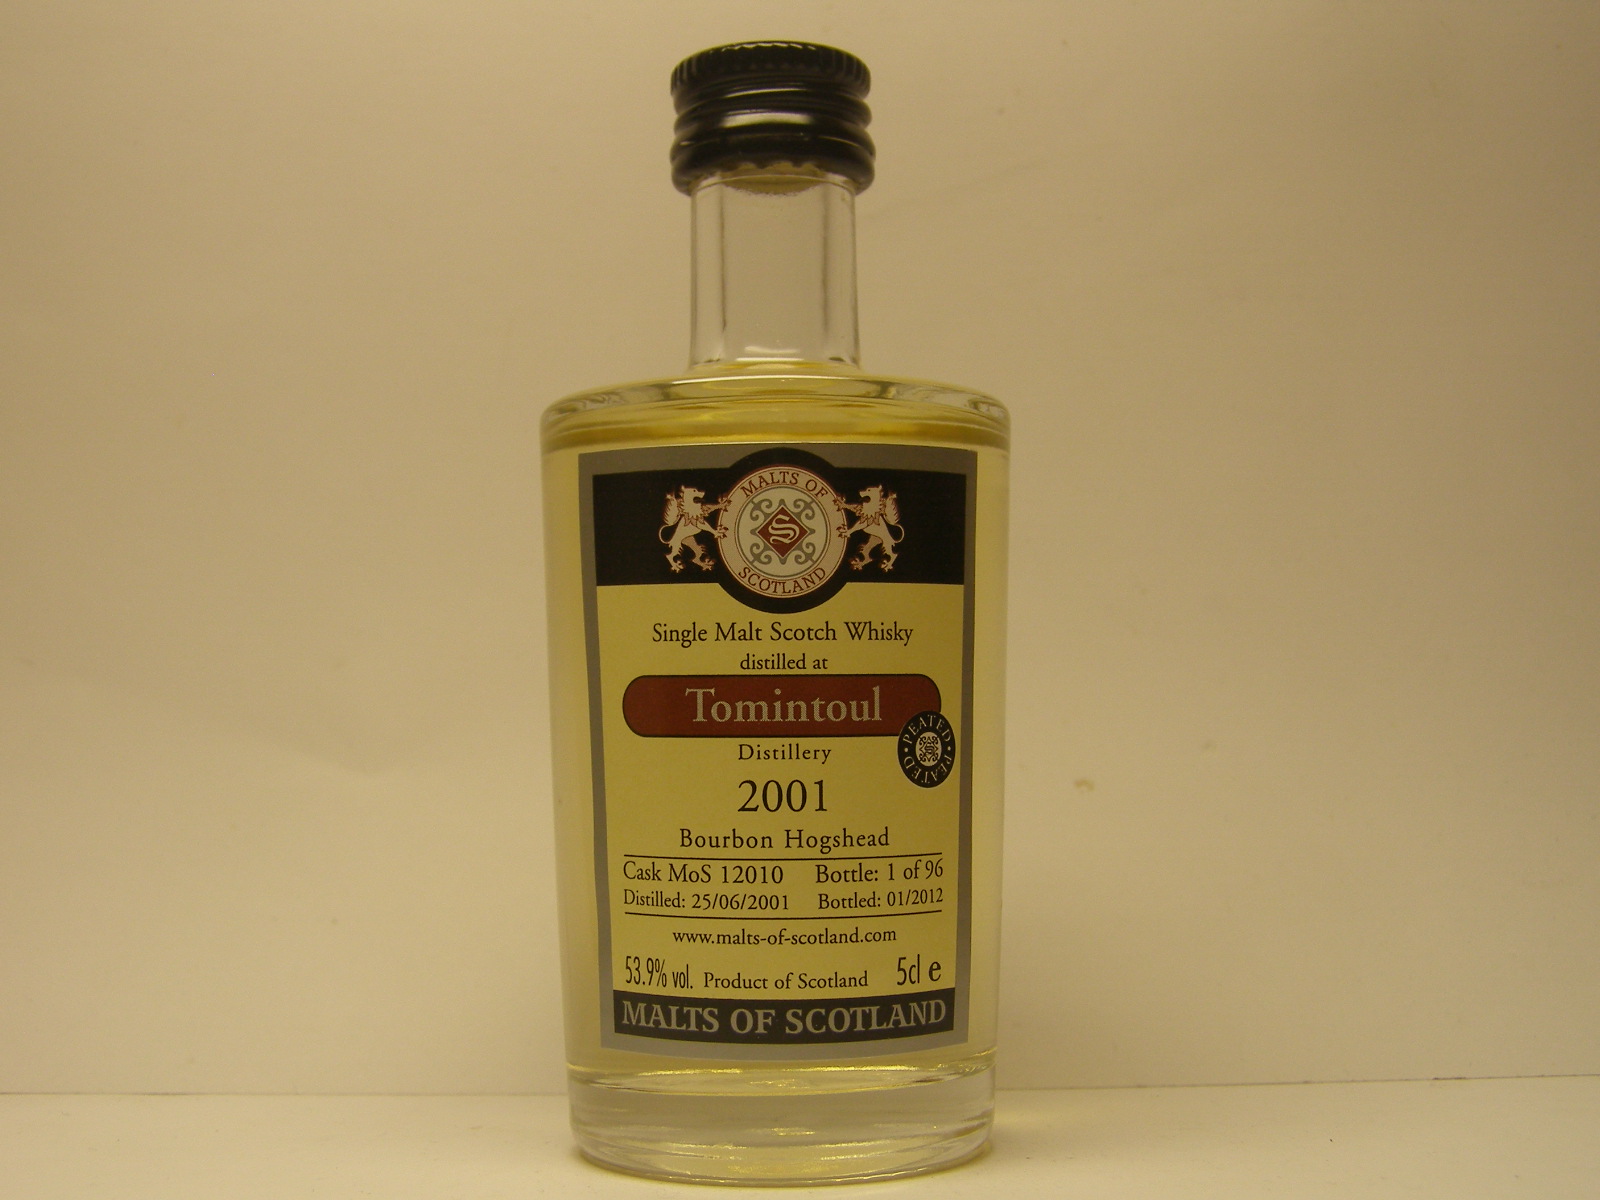 MALTS OF
S
SCOTLAND
Single Malt Scotch Whisky
distilled at
Tomintoul
PEATED • PEATED •
Distillery
2001
Bourbon Hogshead
Cask MoS 12010 Bottle: 1 of 96
Distilled: 25/06/2001 Bottled: 01/2012
www.malts-of-scotland.com
53.9% vol. Product of Scotland 5cl e
MALTS OF SCOTLAND